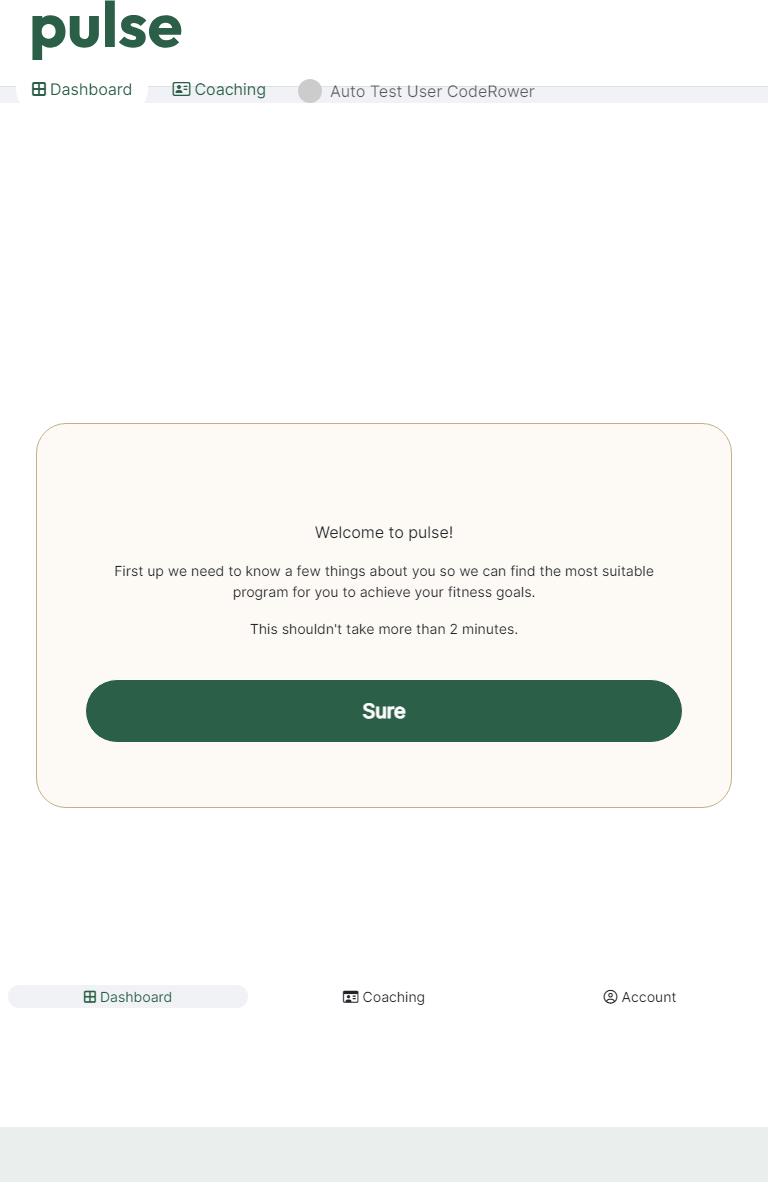 pulse
Dashboard
Coaching
Auto Test User CodeRower
Welcome to pulse!
First up we need to know a few things about you so we can find the most suitable
program for you to achieve your fitness goals.
This shouldn't take more than 2 minutes.
Sure
Dashboard
Coaching
Account